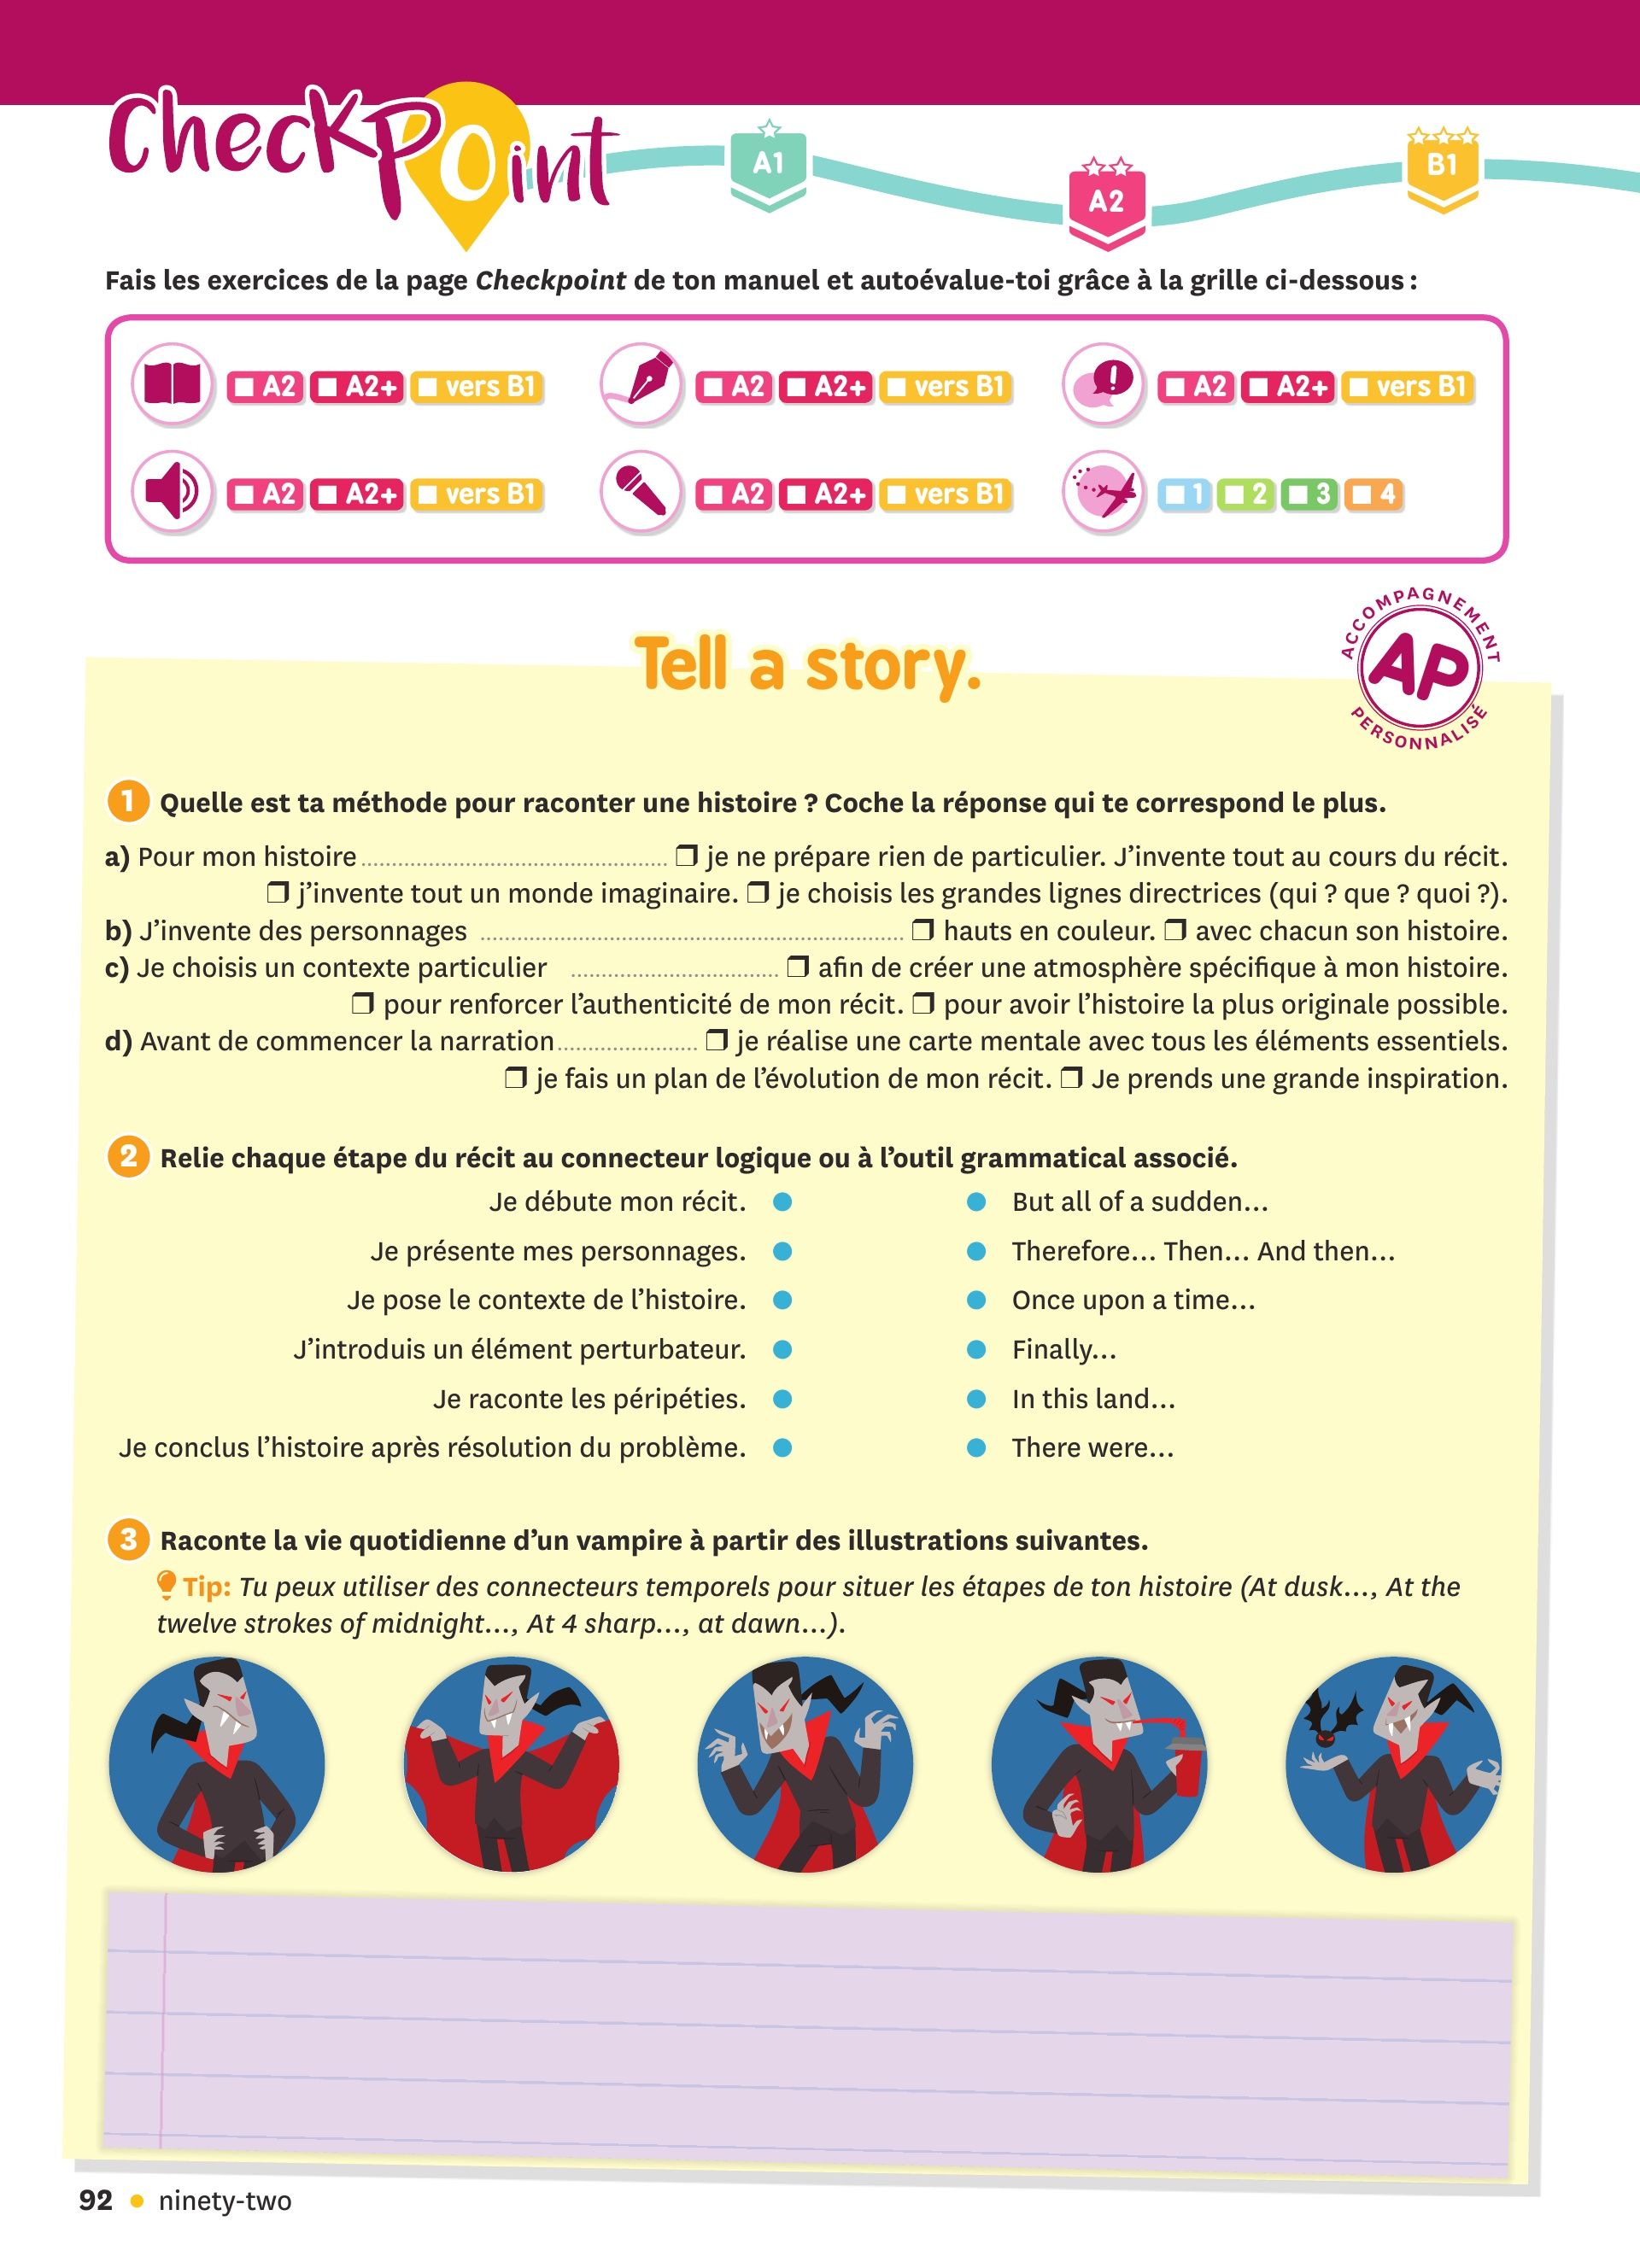 CheckPoint
A1
A2
B1
Fais les exercices de la page Checkpoint de ton manuel et autoévalue-toi grâce à la grille ci-dessous :
A2 A2+ vers B1
A2 A2+ vers B1
! A2 A2+ vers B1
A2 A2+ vers B1
A2 A2+ vers B1
1 2 3 4
Tell a story.
ACCOMPAGNEMENT
AP
PERSONNALISÉ
1 Quelle est ta méthode pour raconter une histoire ? Coche la réponse qui te correspond le plus.
a) Pour mon histoire ........................................ ❒ je ne prépare rien de particulier. J’invente tout au cours du récit.
❒ j’invente tout un monde imaginaire. ❒ je choisis les grandes lignes directrices (qui ? que ? quoi ?).
b) J’invente des personnages ........................................................ ❒ hauts en couleur. ❒ avec chacun son histoire.
c) Je choisis un contexte particulier ........................... ❒ afin de créer une atmosphère spécifique à mon histoire.
❒ pour renforcer l’authenticité de mon récit. ❒ pour avoir l’histoire la plus originale possible.
d) Avant de commencer la narration ................... ❒ je réalise une carte mentale avec tous les éléments essentiels.
❒ je fais un plan de l’évolution de mon récit. ❒ Je prends une grande inspiration.
2 Relie chaque étape du récit au connecteur logique ou à l’outil grammatical associé.
Je débute mon récit. ● ● But all of a sudden…
Je présente mes personnages. ● ● Therefore… Then… And then…
Je pose le contexte de l’histoire. ● ● Once upon a time…
J’introduis un élément perturbateur. ● ● Finally…
Je raconte les péripéties. ● ● In this land…
Je conclus l’histoire après résolution du problème. ● ● There were…
3 Raconte la vie quotidienne d’un vampire à partir des illustrations suivantes.
Tip: Tu peux utiliser des connecteurs temporels pour situer les étapes de ton histoire (At dusk…, At the
twelve strokes of midnight…, At 4 sharp…, at dawn…).
92 ● ninety-two